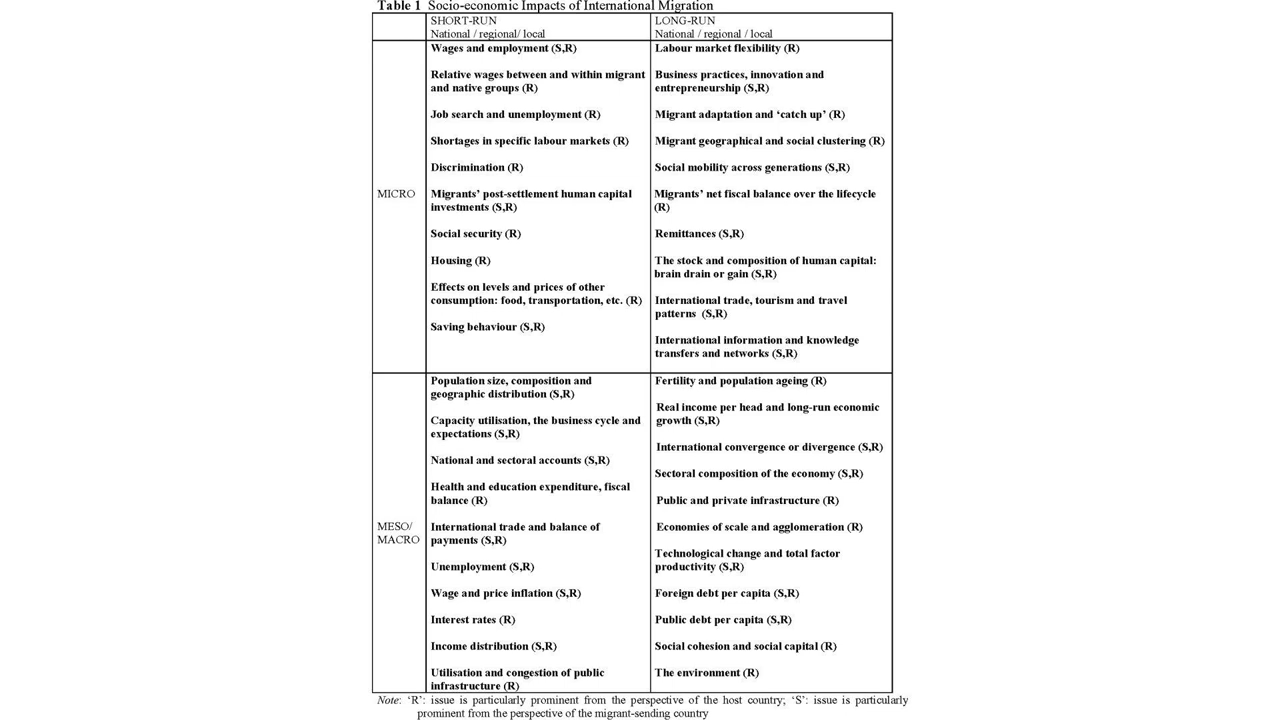 Table 1 Socio-economic Impacts of International Migration
SHORT-RUN
National / regional/ local
LONG-RUN
National / regional / local
MICRO
Wages and employment (S,R)
Relative wages between and within migrant
and native groups (R)
Job search and unemployment (R)
Shortages in specific labour markets (R)
Discrimination (R)
Migrants' post-settlement human capital
investments (S,R)
Social security (R)
Housing (R)
Effects on levels and prices of other
consumption: food, transportation, etc. (R)
Saving behaviour (S,R)
Labour market flexibility (R)
Business practices, innovation and
entrepreneurship (S,R)
Migrant adaptation and ‘catch up’ (R)
Migrant geographical and social clustering (R)
Social mobility across generations (S,R)
Migrants' net fiscal balance over the lifecycle
(R)
Remittances (S,R)
The stock and composition of human capital:
brain drain or gain (S,R)
International trade, tourism and travel
patterns (S,R)
International information and knowledge
transfers and networks (S,R)
MESO/
MACRO
Population size, composition and
geographic distribution (S,R)
Capacity utilisation, the business cycle and
expectations (S,R)
National and sectoral accounts (S,R)
Health and education expenditure, fiscal
balance (R)
International trade and balance of
payments (S,R)
Unemployment (S,R)
Wage and price inflation (S,R)
Interest rates (R)
Income distribution (S,R)
Utilisation and congestion of public
infrastructure (R)
Fertility and population ageing (R)
Real income per head and long-run economic
growth (S,R)
International convergence or divergence (S,R)
Sectoral composition of the economy (S,R)
Public and private infrastructure (R)
Economies of scale and agglomeration (R)
Technological change and total factor
productivity (S,R)
Foreign debt per capita (S,R)
Public debt per capita (S,R)
Social cohesion and social capital (R)
The environment (R)
Note: ‘R’: issue is particularly prominent from the perspective of the host country; ‘S’: issue is particularly
prominent from the perspective of the migrant-sending country